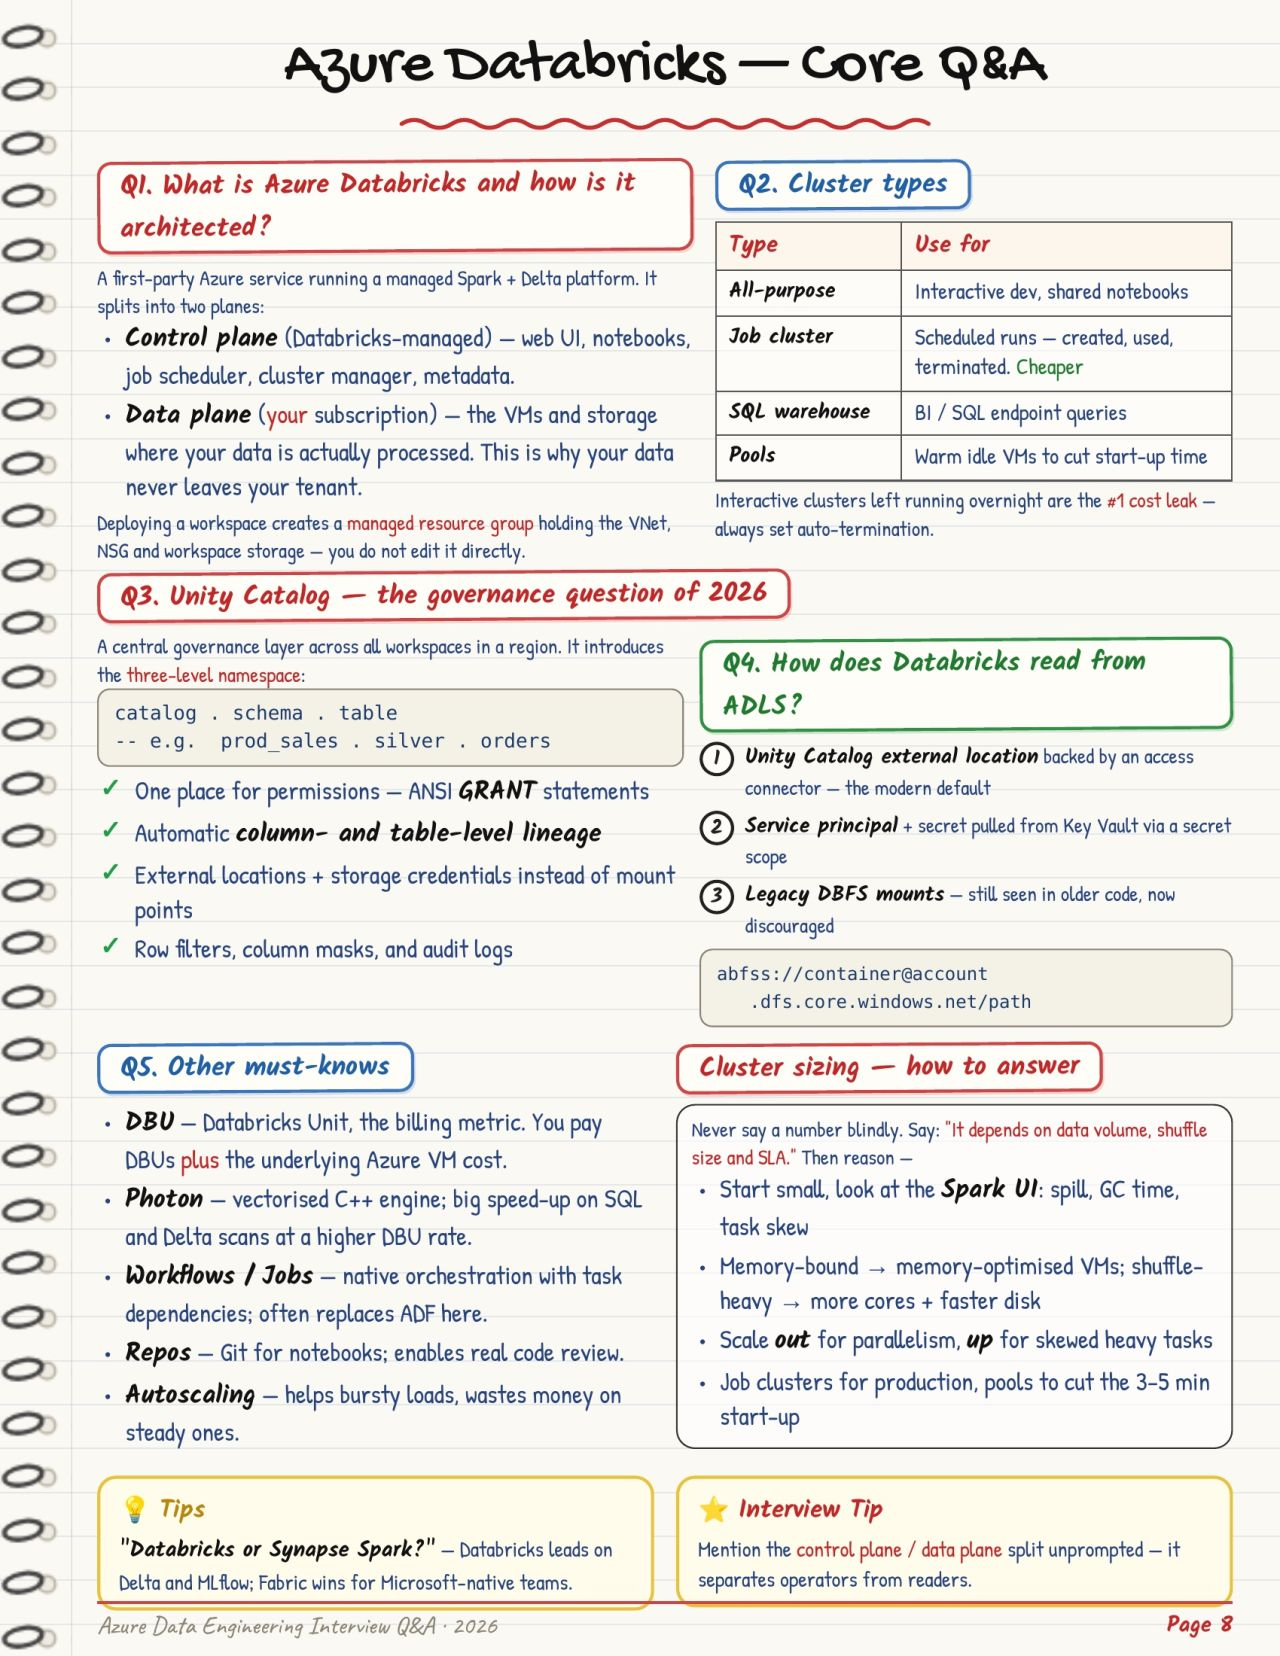 Azure Databricks — Core Q&A
Q1. What is Azure Databricks and how is it
architected?
A first-party Azure service running a managed Spark + Delta platform. It
splits into two planes:
• Control plane (Databricks-managed) — web UI, notebooks,
job scheduler, cluster manager, metadata.
• Data plane (your subscription) — the VMs and storage
where your data is actually processed. This is why your data
never leaves your tenant.
Deploying a workspace creates a managed resource group holding the VNet,
NSG and workspace storage — you do not edit it directly.
Q2. Cluster types
Type Use for
All-purpose Interactive dev, shared notebooks
Job cluster Scheduled runs — created, used,
terminated. Cheaper
SQL warehouse BI / SQL endpoint queries
Pools Warm idle VMs to cut start-up time
Interactive clusters left running overnight are the #1 cost leak —
always set auto-termination.
Q3. Unity Catalog — the governance question of 2026
A central governance layer across all workspaces in a region. It introduces
the three-level namespace:
catalog . schema . table
-- e.g. prod_sales . silver . orders
✓ One place for permissions — ANSI GRANT statements
✓ Automatic column- and table-level lineage
✓ External locations + storage credentials instead of mount
points
✓ Row filters, column masks, and audit logs
Q4. How does Databricks read from
ADLS?
1 Unity Catalog external location backed by an access
connector — the modern default
2 Service principal + secret pulled from Key Vault via a secret
scope
3 Legacy DBFS mounts — still seen in older code, now
discouraged
abfss://container@account
.dfs.core.windows.net/path
Q5. Other must-knows
• DBU — Databricks Unit, the billing metric. You pay
DBUs plus the underlying Azure VM cost.
• Photon — vectorised C++ engine; big speed-up on SQL
and Delta scans at a higher DBU rate.
• Workflows / Jobs — native orchestration with task
dependencies; often replaces ADF here.
• Repos — Git for notebooks; enables real code review.
• Autoscaling — helps bursty loads, wastes money on
steady ones.
Cluster sizing — how to answer
Never say a number blindly. Say: "It depends on data volume, shuffle
size and SLA." Then reason —
• Start small, look at the Spark UI: spill, GC time,
task skew
• Memory-bound → memory-optimised VMs; shuffle-
heavy → more cores + faster disk
• Scale out for parallelism, up for skewed heavy tasks
• Job clusters for production, pools to cut the 3-5 min
start-up
💡 Tips
"Databricks or Synapse Spark?" — Databricks leads on
Delta and MLflow; Fabric wins for Microsoft-native teams.
⭐ Interview Tip
Mention the control plane / data plane split unprompted — it
separates operators from readers.
Azure Data Engineering Interview Q&A · 2026
Page 8